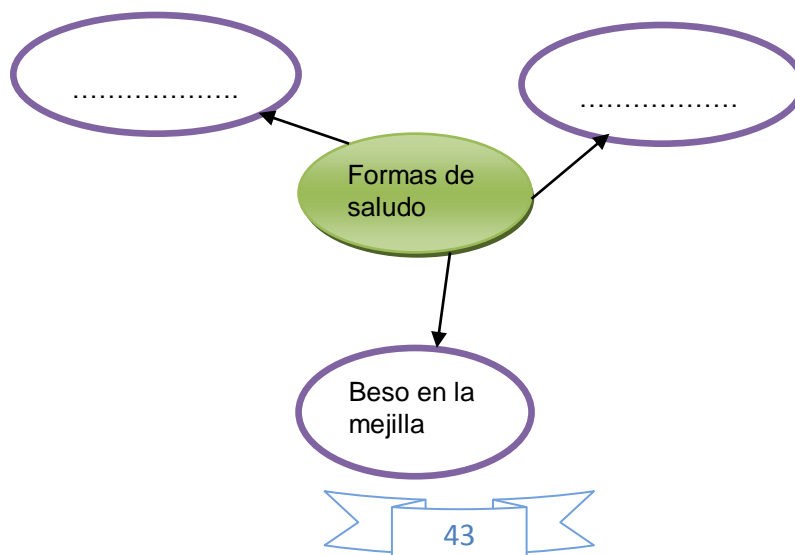 ...................
..................
Formas de
saludo
Beso en la
mejilla
43